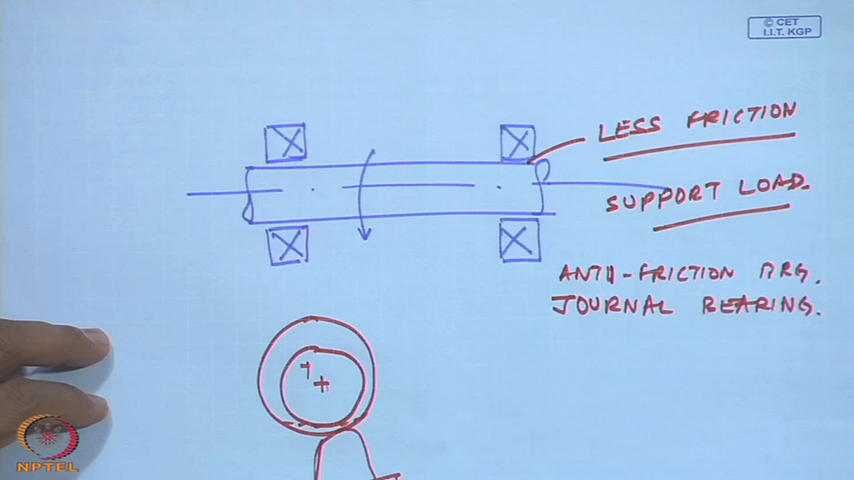 © CET
I.I.T. KGP
LESS FRICTION
SUPPORT LOAD.
ANTI-FRICTION BRG.
JOURNAL BEARING.
NPTEL